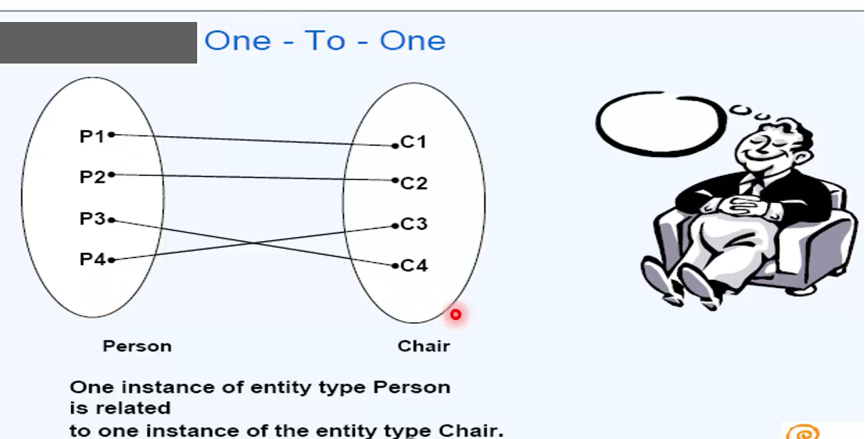 One - To - One
P1 C1
P2 C2
P3 C3
P4 C4
Person Chair
One instance of entity type Person
is related
to one instance of the entity type Chair.